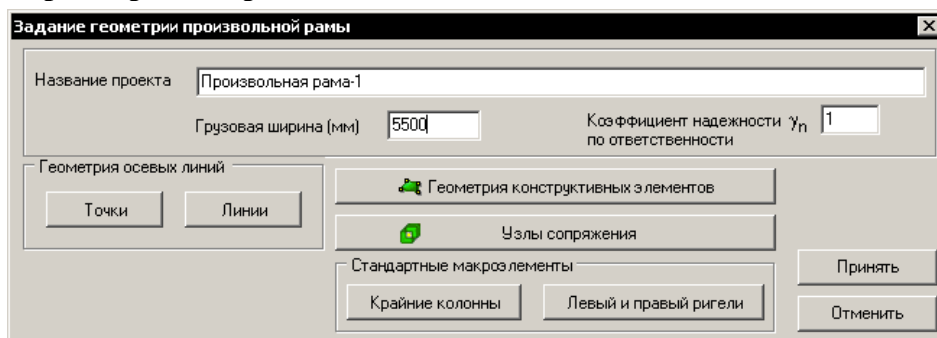 Задание геометрии произвольной рамы
Название проекта Произвольная рама-1
Грузовая ширина (мм) 5500 Коэффициент надежности γn 1
по ответственности
Геометрия осевых линий
Точки Линии
Геометрия конструктивных элементов
Узлы сопряжения
Стандартные макроэлементы
Крайние колонны Левый и правый ригели
Принять
Отменить